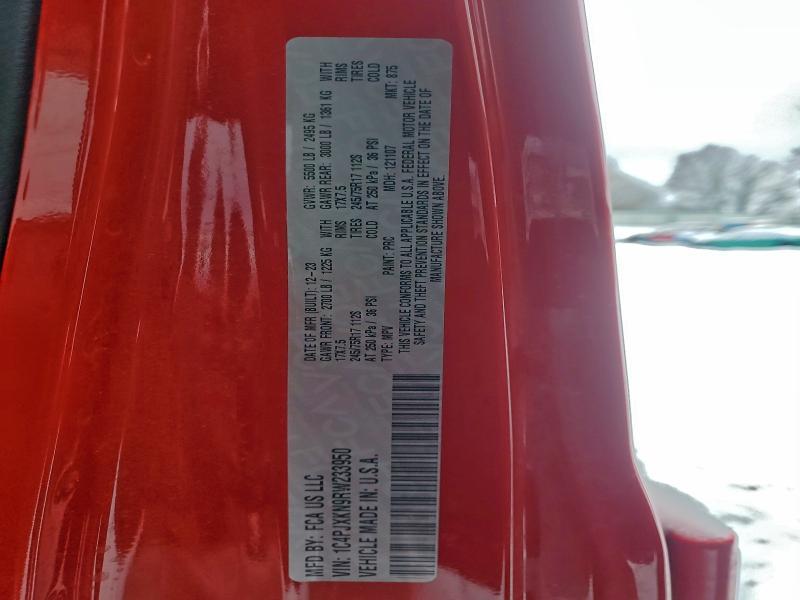 MFD BY: FCA US LLC
VIN: 1C4PJXKN9RW233950
VEHICLE MADE IN: U.S.A.
DATE OF MFR (BUILT): 12-23 GVWR: 5500 LB / 2495 KG
GAWR FRONT: 2700 LB / 1225 KG WITH GAWR REAR: 3000 LB / 1361 KG WITH
17X7.5 RIMS 17X7.5 RIMS
245/75R17 112S TIRES 245/75R17 112S TIRES
AT 250 kPa / 36 PSI COLD AT 250 kPa / 36 PSI COLD
TYPE: MPV PAINT: PRC MDH: 121107 MKT: 875
THIS VEHICLE CONFORMS TO ALL APPLICABLE U.S.A. FEDERAL MOTOR VEHICLE
SAFETY AND THEFT PREVENTION STANDARDS IN EFFECT ON THE DATE OF
MANUFACTURE SHOWN ABOVE.